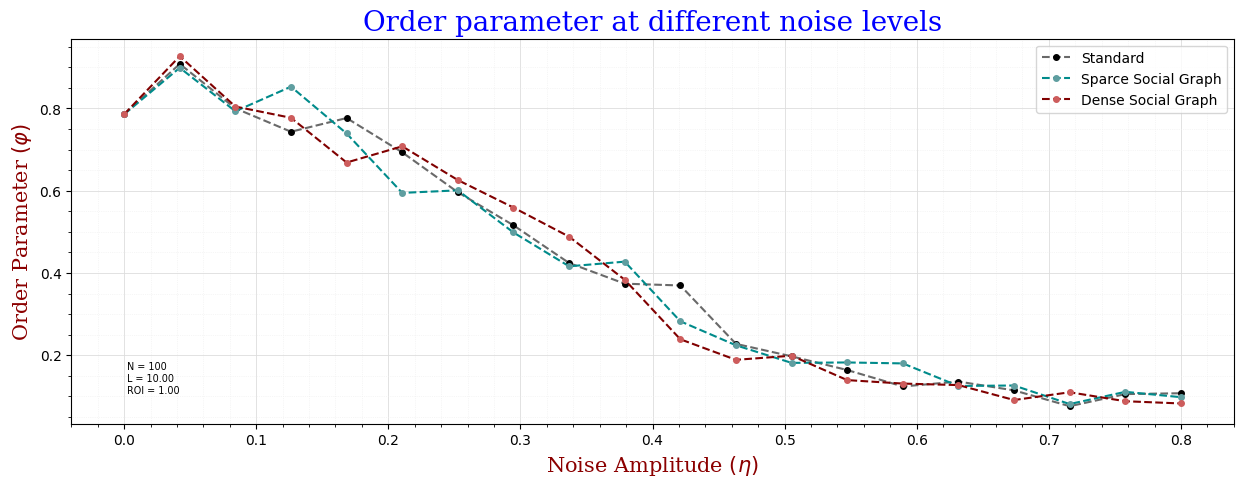 Order parameter at different noise levels
Standard
Sparce Social Graph
Dense Social Graph
Order Parameter (φ)
0.8
0.6
0.4
0.2
N = 100
L = 10.00
ROI = 1.00
0.0 0.1 0.2 0.3 0.4 0.5 0.6 0.7 0.8
Noise Amplitude (η)